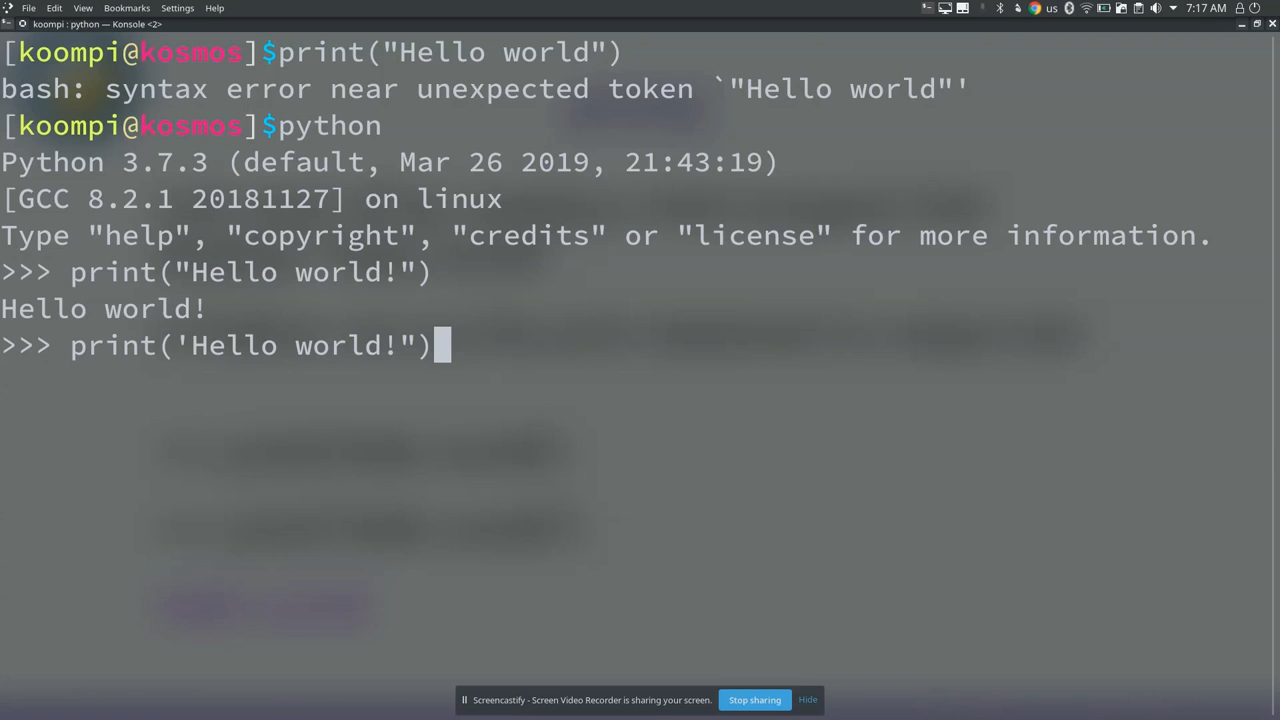 File Edit View Bookmarks Settings Help
us 7:17 AM
koompi : python — Konsole <2>
[koompi@kosmos]$print("Hello world")
bash: syntax error near unexpected token `"Hello world"'
[koompi@kosmos]$python
Python 3.7.3 (default, Mar 26 2019, 21:43:19)
[GCC 8.2.1 20181127] on linux
Type "help", "copyright", "credits" or "license" for more information.
>>> print("Hello world!")
Hello world!
>>> print('Hello world!")
Screencastify - Screen Video Recorder is sharing your screen. Stop sharing Hide